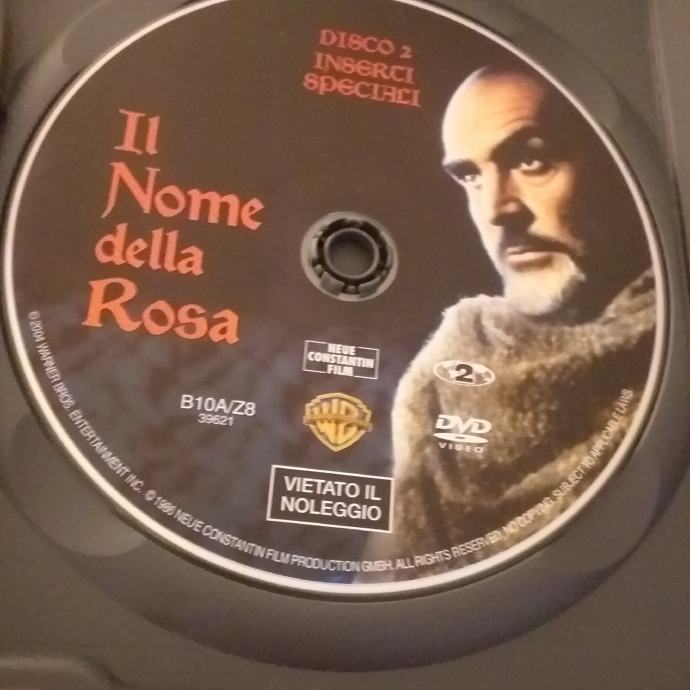 DISCO 2
INSERTI
SPECIALI
Il
Nome
della
Rosa
NEUE
CONSTANTIN
FILM
2
B10A/Z8
39621
WB
DVD
VIDEO
VIETATO IL
NOLEGGIO
© 2004 WARNER BROS. ENTERTAINMENT INC. © 1986 NEUE CONSTANTIN FILM PRODUCTION GMBH. ALL RIGHTS RESERVED. NO COPYING. SUBJECT TO APPLICABLE LAWS.